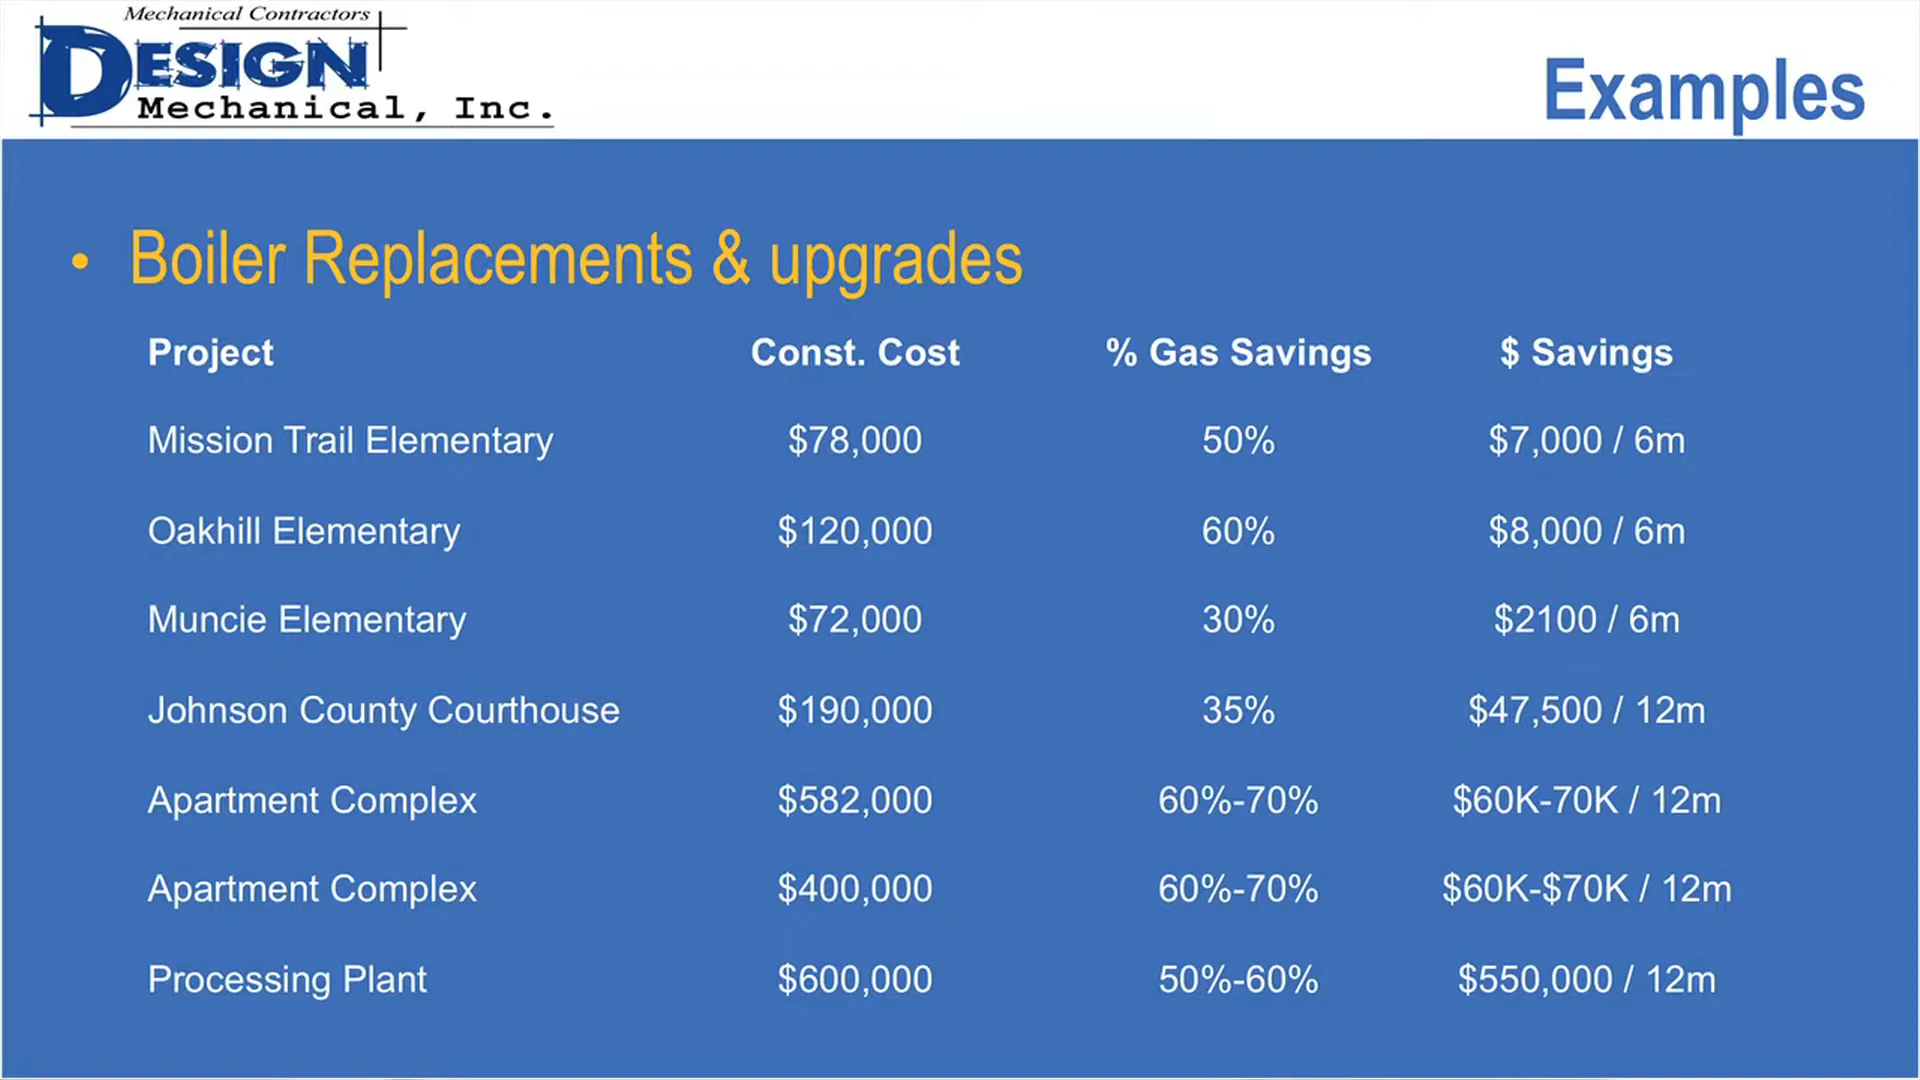 Mechanical Contractors
DESIGN
Mechanical, Inc.
Examples
• Boiler Replacements & upgrades
Project Const. Cost % Gas Savings $ Savings
Mission Trail Elementary $78,000 50% $7,000 / 6m
Oakhill Elementary $120,000 60% $8,000 / 6m
Muncie Elementary $72,000 30% $2100 / 6m
Johnson County Courthouse $190,000 35% $47,500 / 12m
Apartment Complex $582,000 60%-70% $60K-70K / 12m
Apartment Complex $400,000 60%-70% $60K-$70K / 12m
Processing Plant $600,000 50%-60% $550,000 / 12m